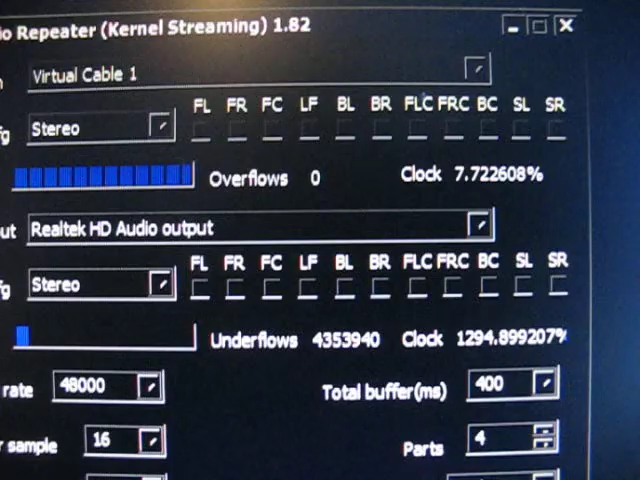 io Repeater (Kernel Streaming) 1.82
Virtual Cable 1
FL FR FC LF BL BR FLC FRC BC SL SR
fg Stereo
Overflows 0 Clock 7.722608%
ut Realtek HD Audio output
FL FR FC LF BL BR FLC FRC BC SL SR
fg Stereo
Underflows 4353940 Clock 1294.899207%
rate 48000 Total buffer(ms) 400
r sample 16 Parts 4